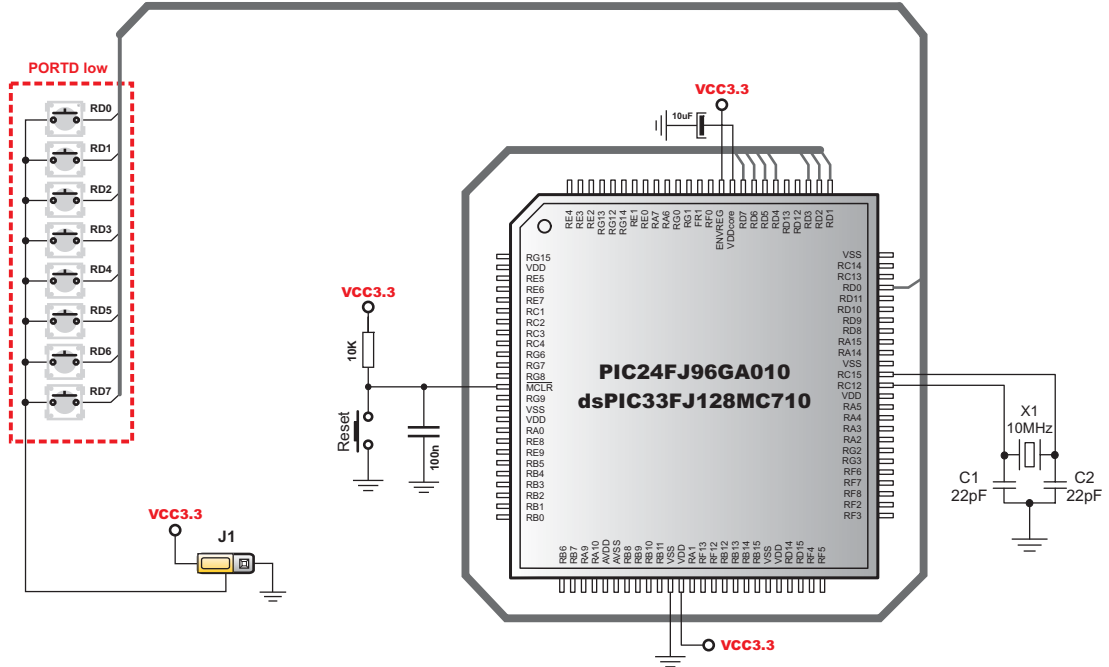 PORTD low
RD0
RD1
RD2
RD3
RD4
RD5
RD6
RD7
VCC3.3
J1
VCC3.3
10K
Reset
100n
VCC3.3
10uF
RE4
RE3
RE2
RG13
RG12
RG14
RE1
RE0
RA7
RA6
RG0
RG1
FR1
RF0
ENVREG
VDDcore
RD7
RD6
RD5
RD4
RD13
RD12
RD3
RD2
RD1
RG15
VDD
RE5
RE6
RE7
RC1
RC2
RC3
RC4
RG6
RG7
RG8
MCLR
RG9
VSS
VDD
RA0
RE8
RE9
RB5
RB4
RB3
RB2
RB1
RB0
PIC24FJ96GA010
dsPIC33FJ128MC710
VSS
RC14
RC13
RD0
RD11
RD10
RD9
RD8
RA15
RA14
VSS
RC15
RC12
VDD
RA5
RA4
RA3
RA2
RG2
RG3
RF6
RF7
RF8
RF2
RF3
RB6
RB7
RA9
RA10
AVDD
AVSS
RB8
RB9
RB10
RB11
VSS
VDD
RA1
RF13
RF12
RB12
RB13
RB14
RB15
VSS
VDD
RD14
RD15
RF4
RF5
X1
10MHz
C1
22pF
C2
22pF
VCC3.3